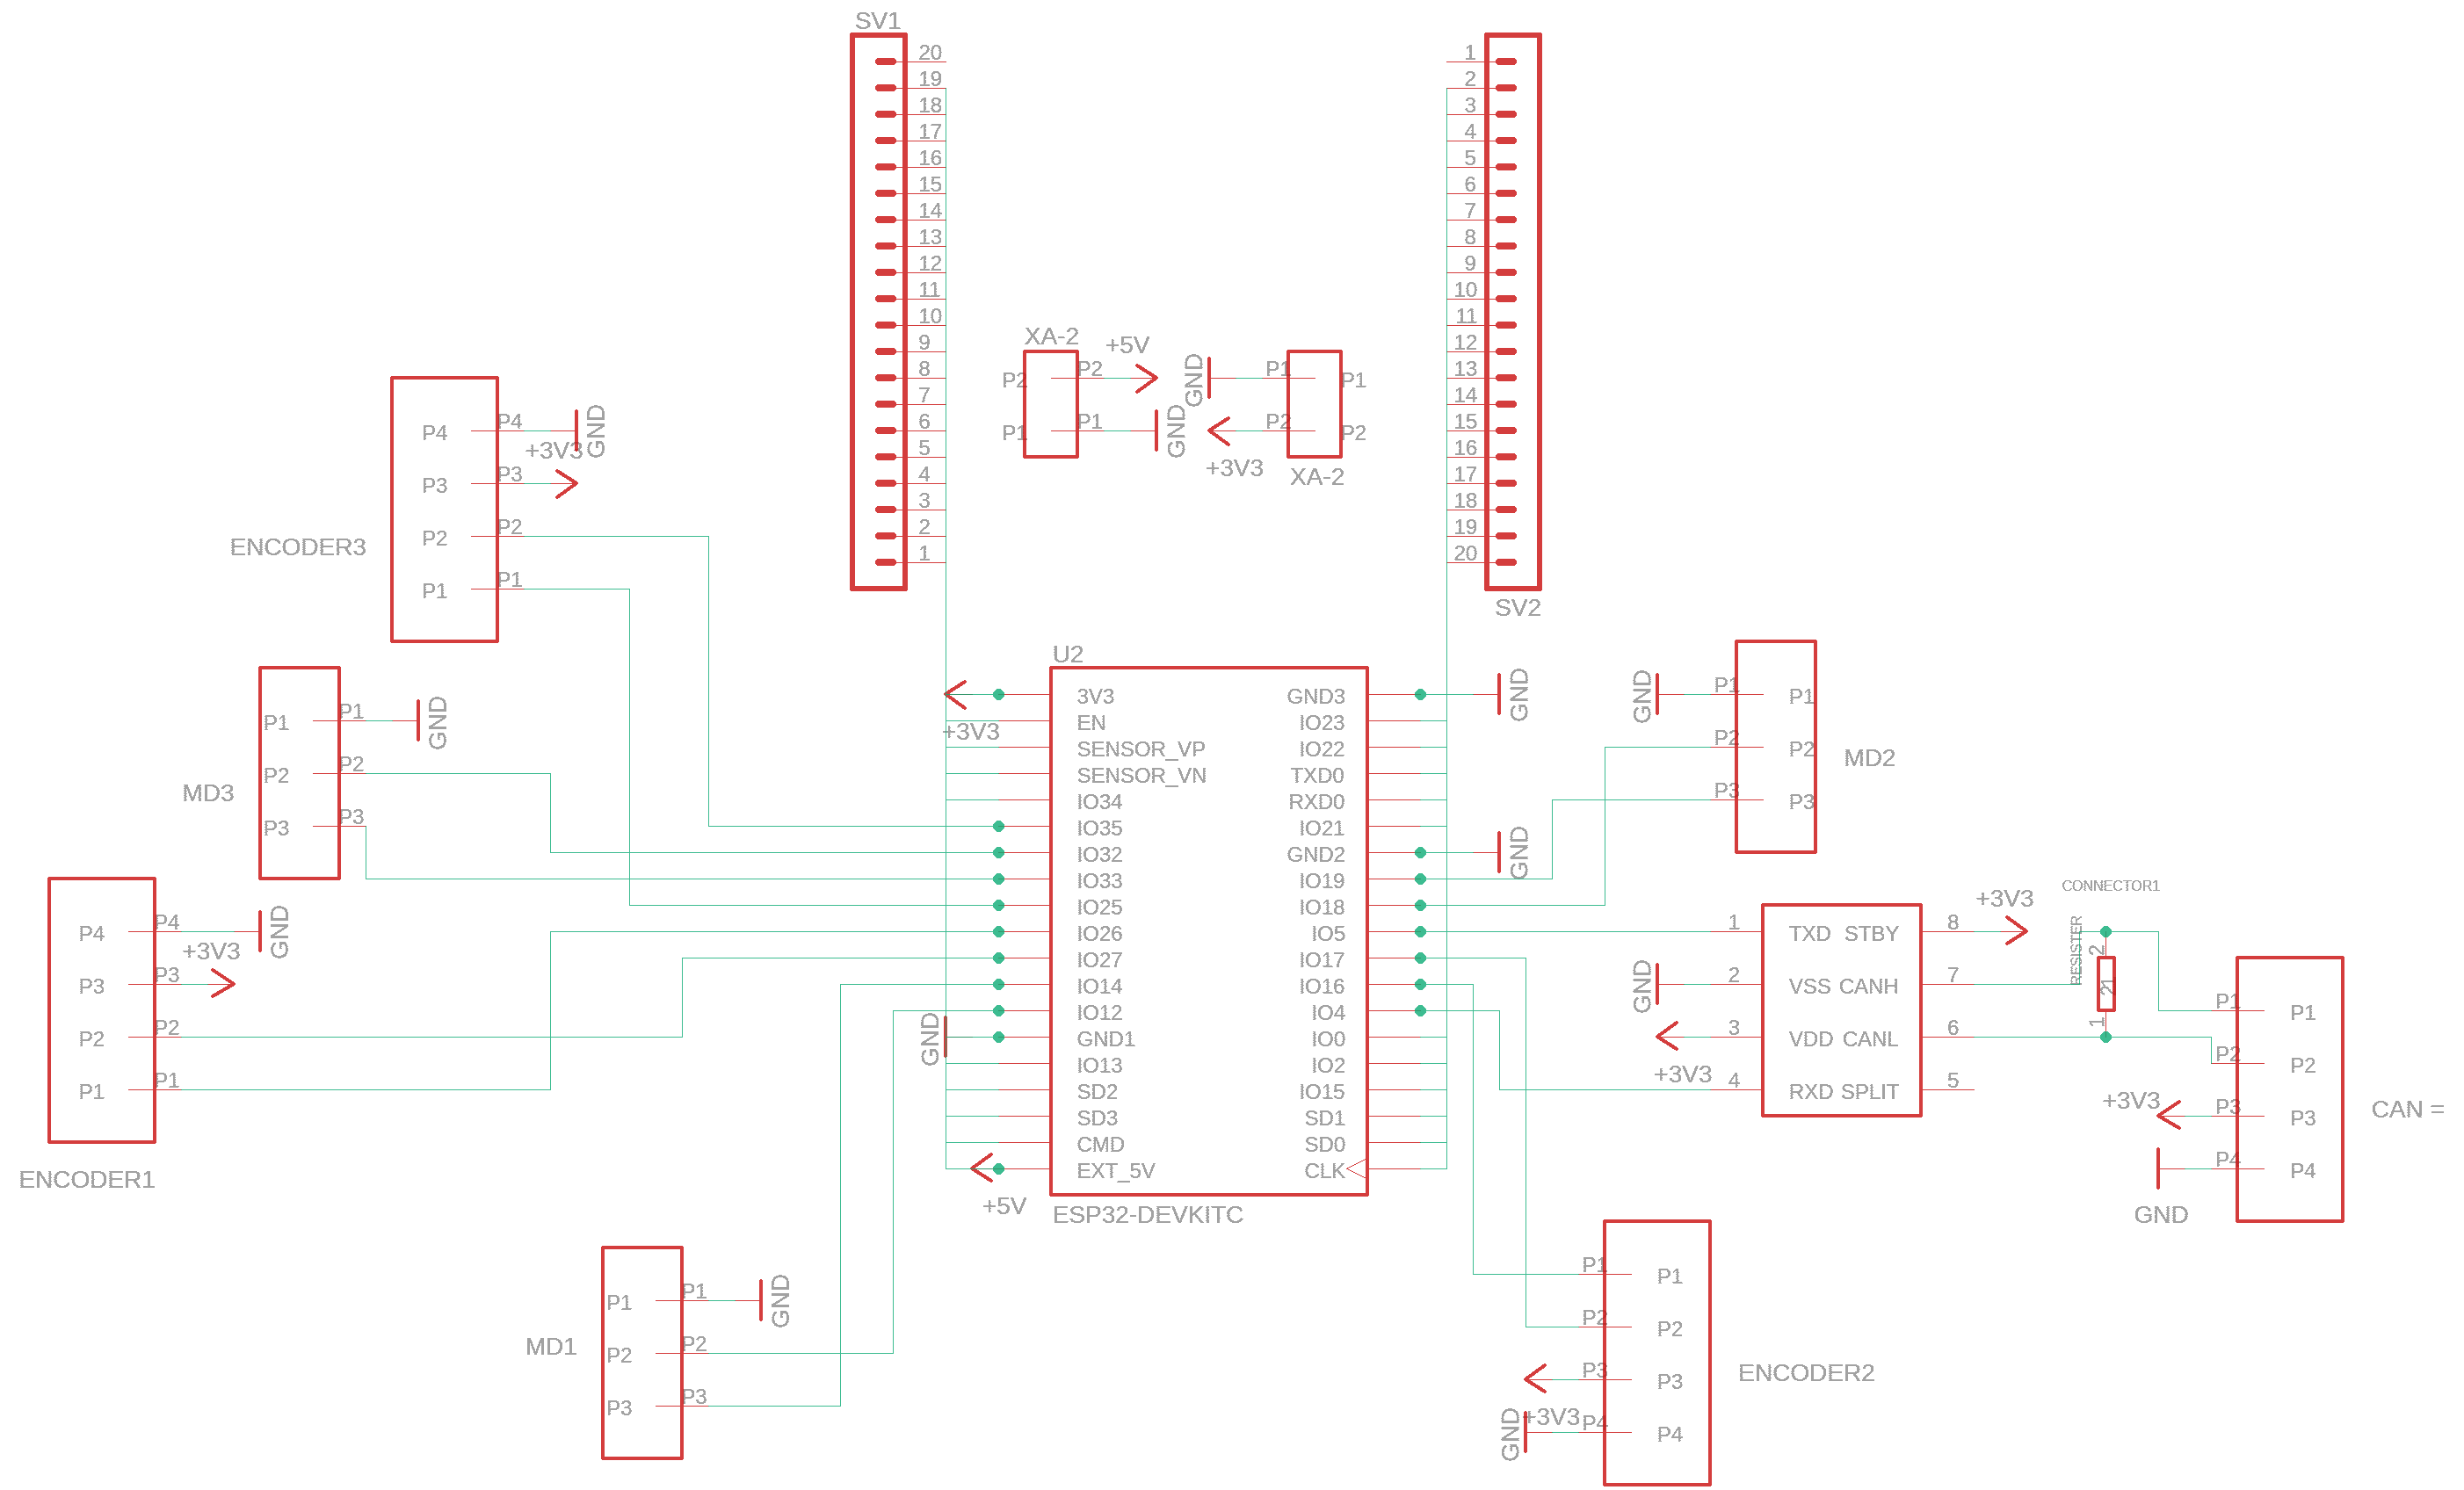 SV1
20
19
18
17
16
15
14
13
12
11
10
9
8
7
6
5
4
3
2
1
1
2
3
4
5
6
7
8
9
10
11
12
13
14
15
16
17
18
19
20
SV2
XA-2
P2 P2 +5V
P1 P1 GND
GND P1 P1
P2 P2
+3V3
XA-2
P4 P4 GND
+3V3
P3 P3
P2 P2
P1 P1
ENCODER3
P1 P1 GND
P2 P2
P3 P3
MD3
P4 P4 GND
+3V3
P3 P3
P2 P2
P1 P1
ENCODER1
P1 P1 GND
P2 P2
P3 P3
MD1
U2
3V3 GND3
EN IO23
SENSOR_VP IO22
SENSOR_VN TXD0
IO34 RXD0
IO35 IO21
IO32 GND2
IO33 IO19
IO25 IO18
IO26 IO5
IO27 IO17
IO14 IO16
IO12 IO4
GND1 IO0
IO13 IO2
SD2 IO15
SD3 SD1
CMD SD0
EXT_5V CLK
ESP32-DEVKITC
+3V3
GND
+5V
GND
GND
GND P1 P1
P2 P2
P3 P3
MD2
1 TXD STBY 8 +3V3
GND 2 VSS CANH 7
3 VDD CANL 6
+3V3
4 RXD SPLIT 5
CONNECTOR1
RESISTER
2
21
1
P1 P1
P2 P2
+3V3 P3 P3
P4 P4
GND
CAN =
P1 P1
P2 P2
P3 P3
+3V3
GND P4 P4
ENCODER2